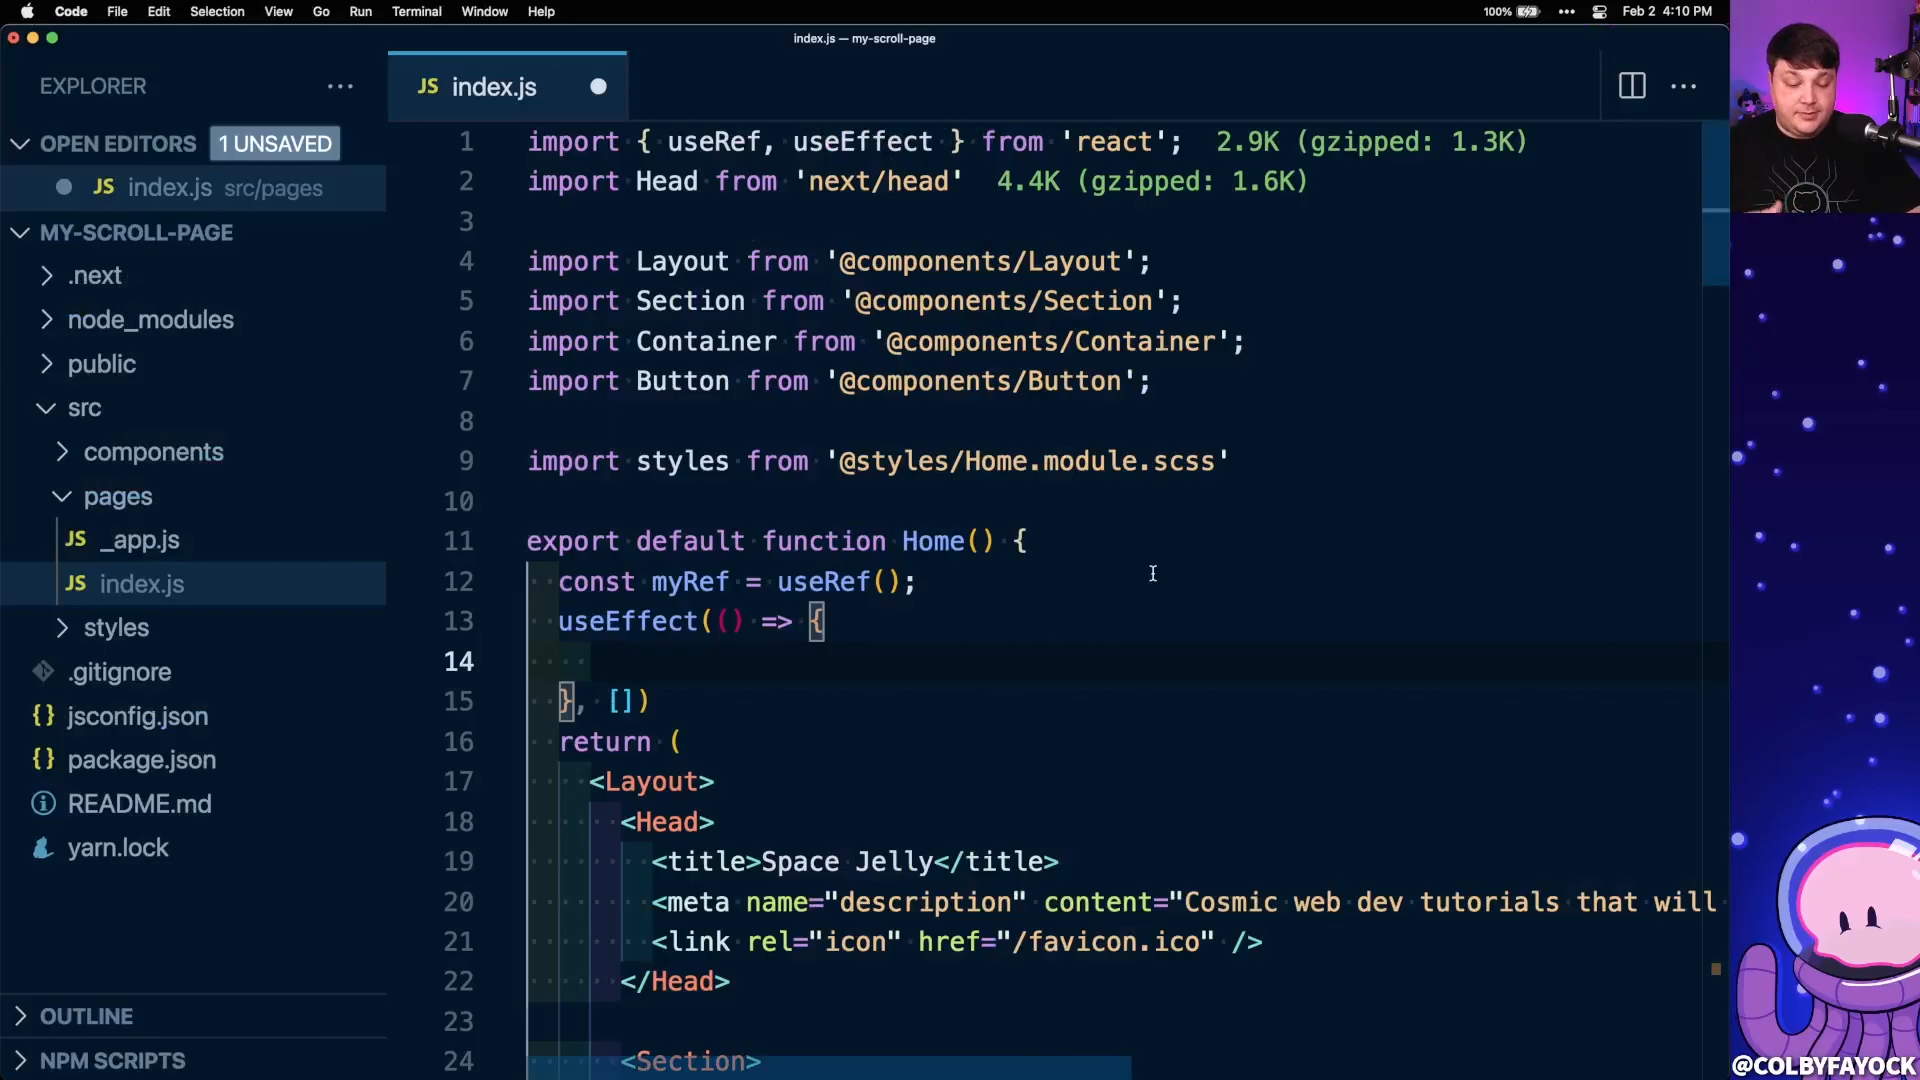 Code File Edit Selection View Go Run Terminal Window Help 100% Feb 2 4:10 PM
index.js — my-scroll-page
EXPLORER
JS index.js
OPEN EDITORS 1 UNSAVED
JS index.js src/pages
MY-SCROLL-PAGE
.next
node_modules
public
src
components
pages
JS _app.js
JS index.js
styles
.gitignore
{} jsconfig.json
{} package.json
README.md
yarn.lock
OUTLINE
NPM SCRIPTS
1 import { useRef, useEffect } from 'react'; 2.9K (gzipped: 1.3K)
2 import Head from 'next/head' 4.4K (gzipped: 1.6K)
3
4 import Layout from '@components/Layout';
5 import Section from '@components/Section';
6 import Container from '@components/Container';
7 import Button from '@components/Button';
8
9 import styles from '@styles/Home.module.scss'
10
11 export default function Home() {
12 const myRef = useRef();
13 useEffect(() => {
14
15 }, [])
16 return (
17 <Layout>
18 <Head>
19 <title>Space Jelly</title>
20 <meta name="description" content="Cosmic web dev tutorials that will
21 <link rel="icon" href="/favicon.ico" />
22 </Head>
23
24 <Section>
@COLBYFAYOCK